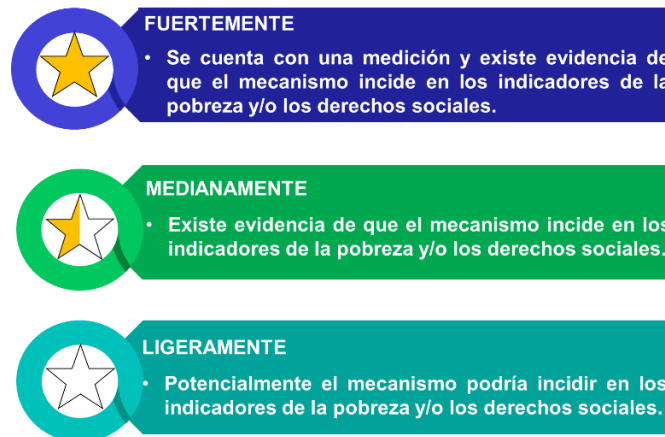 FUERTEMENTE
• Se cuenta con una medición y existe evidencia de
que el mecanismo incide en los indicadores de la
pobreza y/o los derechos sociales.
MEDIANAMENTE
• Existe evidencia de que el mecanismo incide en los
indicadores de la pobreza y/o los derechos sociales.
LIGERAMENTE
• Potencialmente el mecanismo podría incidir en los
indicadores de la pobreza y/o los derechos sociales.